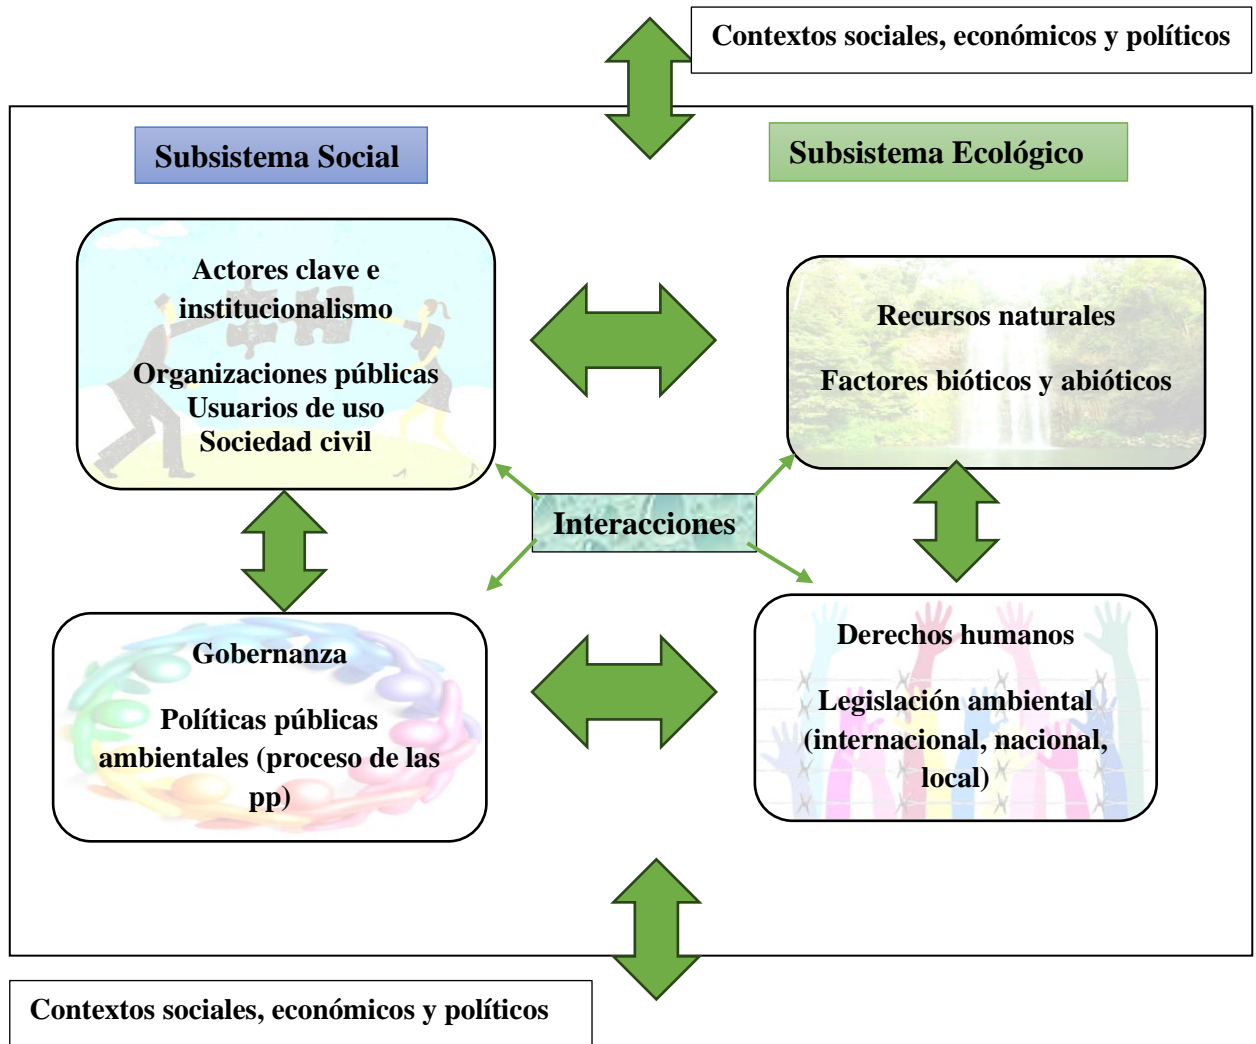 Contextos sociales, económicos y políticos
Subsistema Social
Subsistema Ecológico
Actores clave e
institucionalismo
Organizaciones públicas
Usuarios de uso
Sociedad civil
Recursos naturales
Factores bióticos y abióticos
Interacciones
Gobernanza
Políticas públicas
ambientales (proceso de las
pp)
Derechos humanos
Legislación ambiental
(internacional, nacional,
local)
Contextos sociales, económicos y políticos